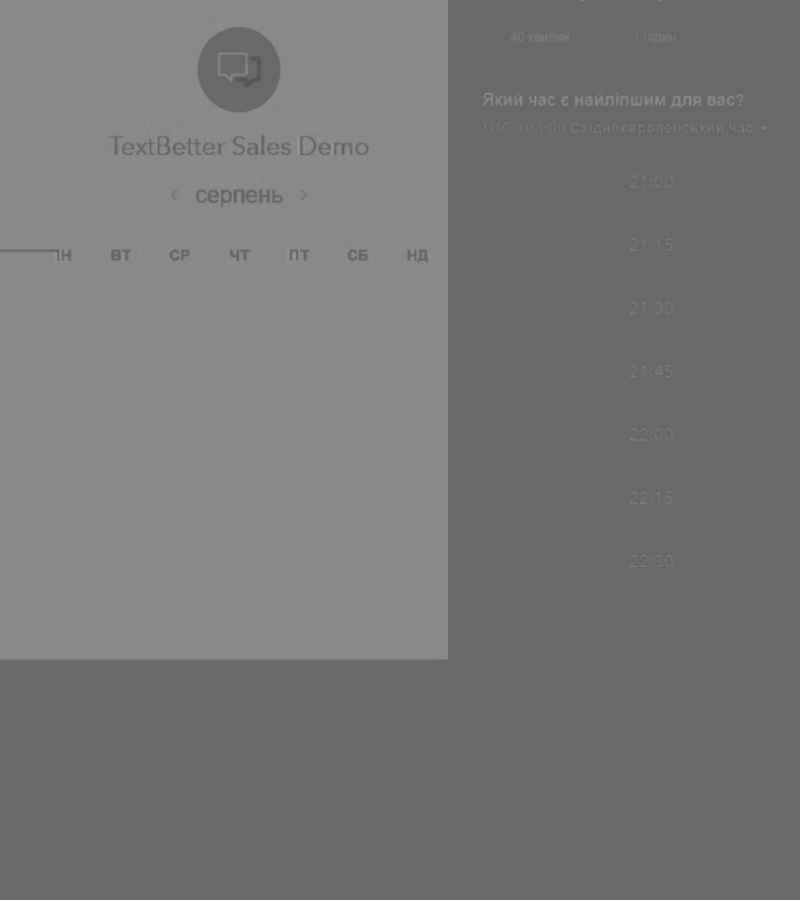 TextBetter Sales Demo
серпень
ПН ВТ СР ЧТ ПТ СБ НД
40 хвилин 1 годин
Який час є найліпшим для вас?
UTC +03:00 Східноєвропейський час
21:00
21:15
21:30
21:45
22:00
22:15
22:30